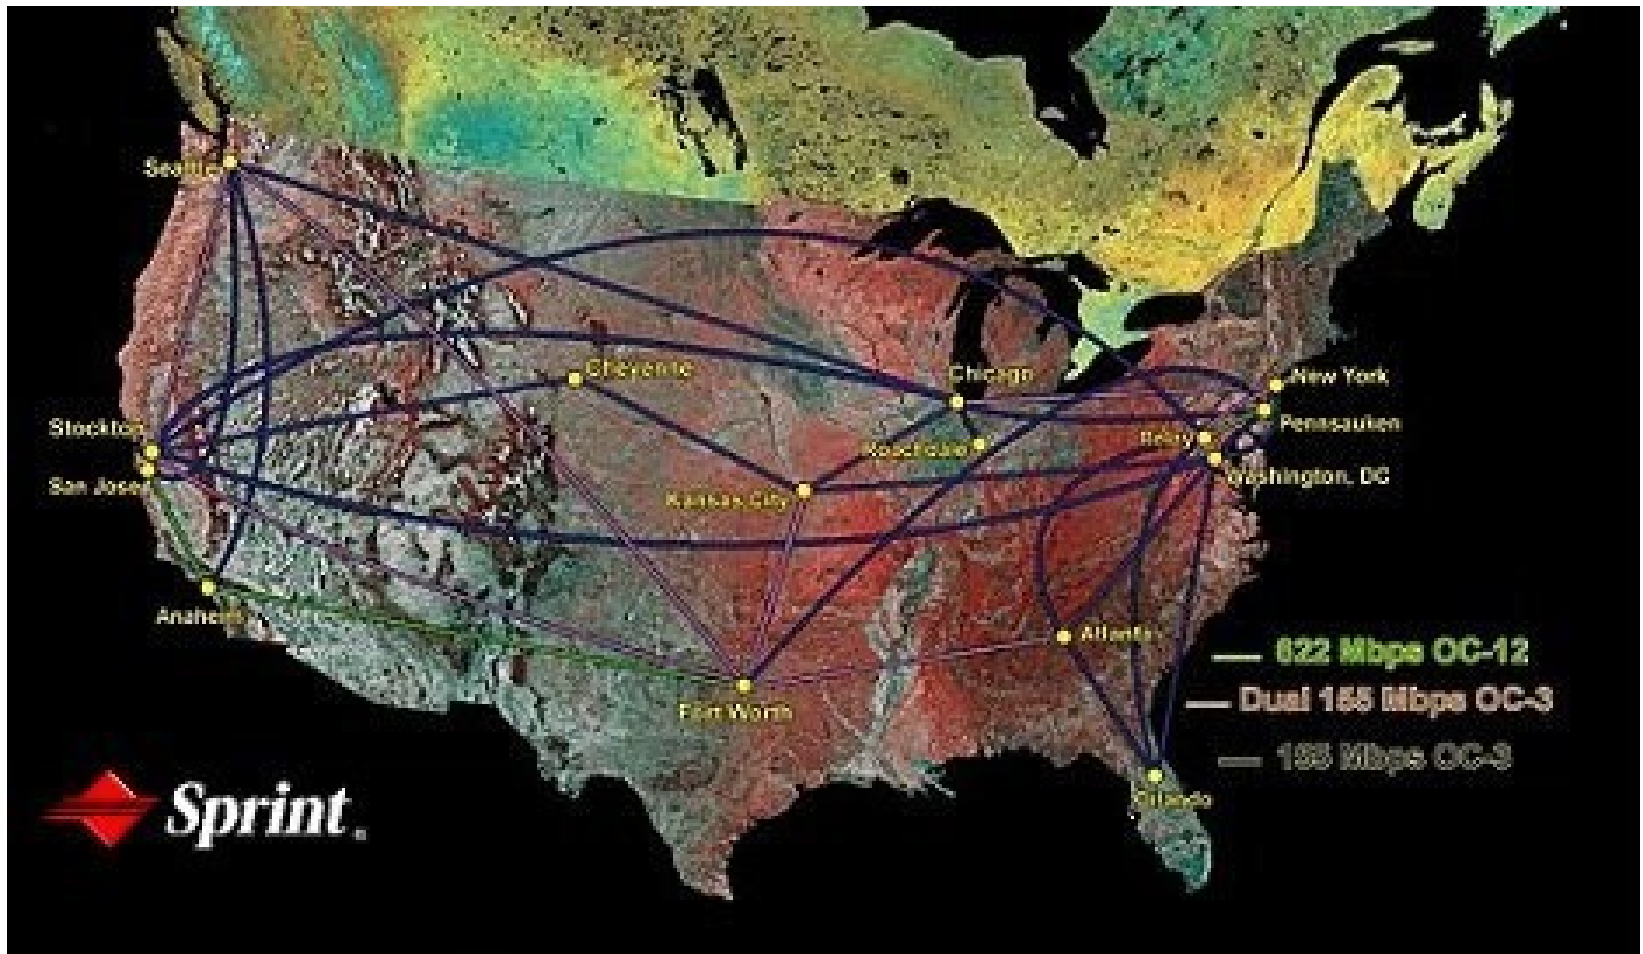 Seattle
Cheyenne
Chicago
New York
Stockton
Pennsauken
Relay
Roachdale
San Jose
Washington, DC
Kansas City
Anaheim
Atlanta
622 Mbps OC-12
Fort Worth
Dual 155 Mbps OC-3
155 Mbps OC-3
Orlando
Sprint